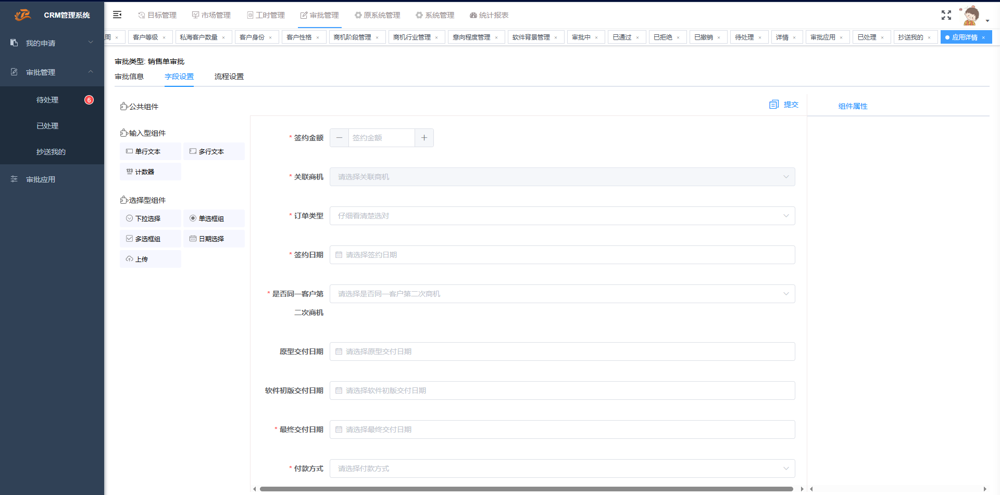 CRM管理系统
目标管理
市场管理
工时管理
审批管理
原系统管理
系统管理
统计报表
周 ×
客户等级 ×
私海客户数量 ×
客户身份 ×
客户性格 ×
商机阶段管理 ×
商机行业管理 ×
意向程度管理 ×
软件背景管理 ×
审批中 ×
已通过 ×
已拒绝 ×
已撤销 ×
待处理 ×
详情 ×
审批应用 ×
已处理 ×
抄送我的 ×
应用详情 ×
我的申请
审批管理
待处理 6
已处理
抄送我的
审批应用
审批类型: 销售单审批
审批信息
字段设置
流程设置
公共组件
输入型组件
单行文本
多行文本
123 计数器
选择型组件
下拉选择
单选框组
多选框组
日期选择
上传
提交
* 签约金额 签约金额
* 关联商机 请选择关联商机
* 订单类型 仔细看清楚选对
* 签约日期 请选择签约日期
* 是否同一客户第 请选择是否同一客户第二次商机
二次商机
原型交付日期 请选择原型交付日期
软件初版交付日期 请选择软件初版交付日期
* 最终交付日期 请选择最终交付日期
* 付款方式 请选择付款方式
组件属性